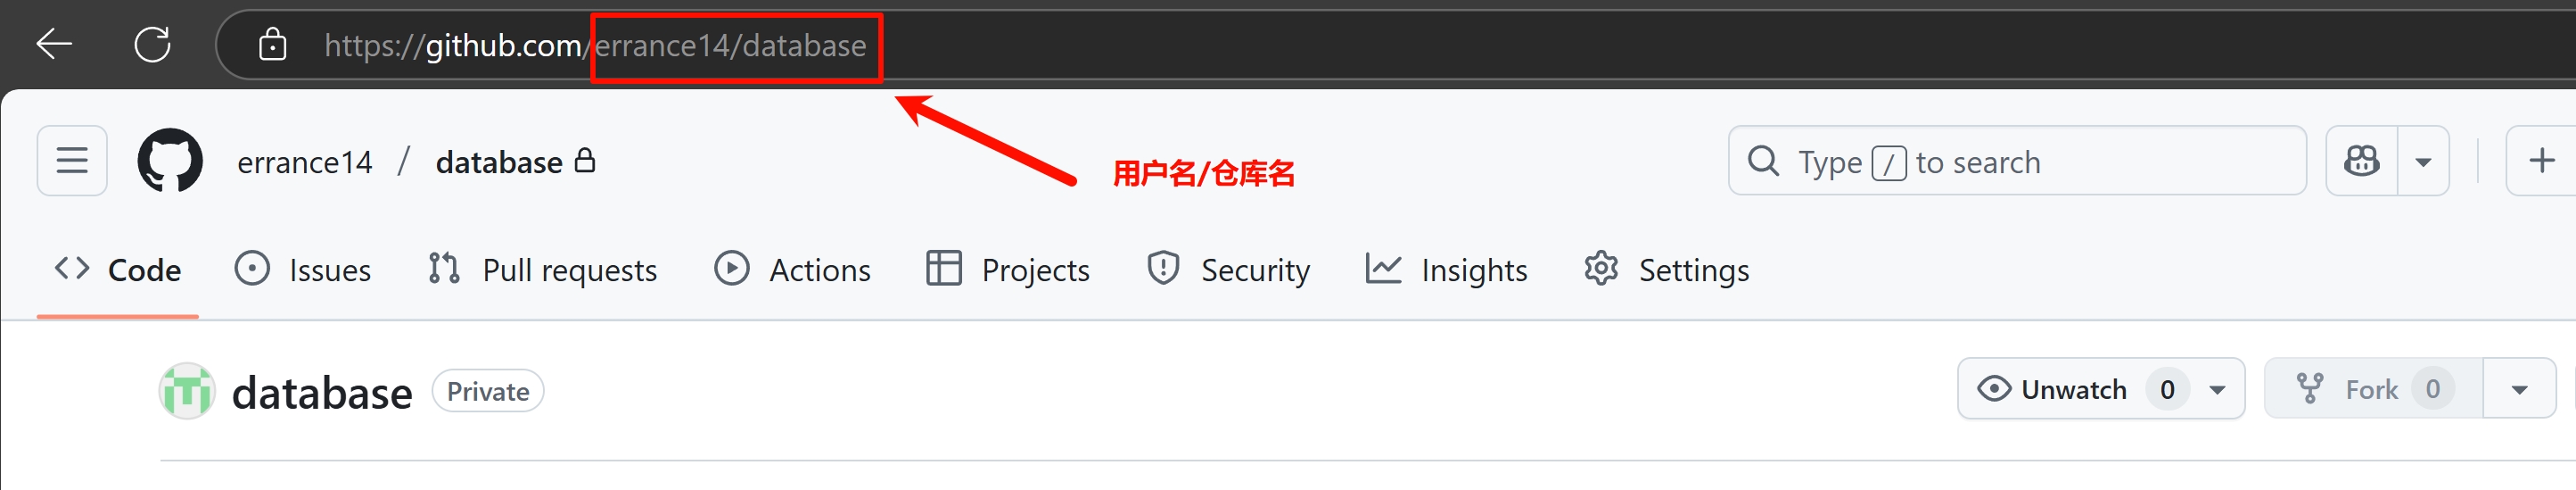 https://github.com/errance14/database
errance14 / database
用户名/仓库名
Type / to search
Code Issues Pull requests Actions Projects Security Insights Settings
database Private
Unwatch 0 Fork 0